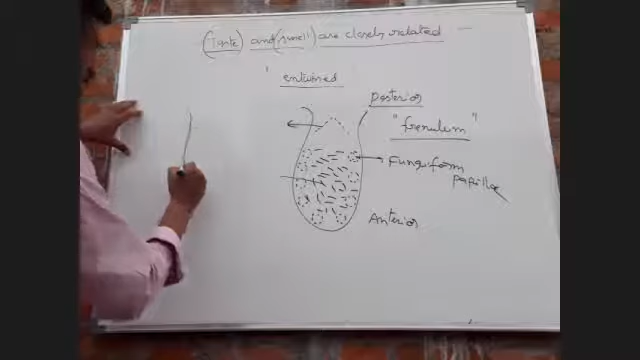 (Taste) and (smell) are closely related
entwined
Posterior
"frenulum"
Fungiform
Papillae
Anterior